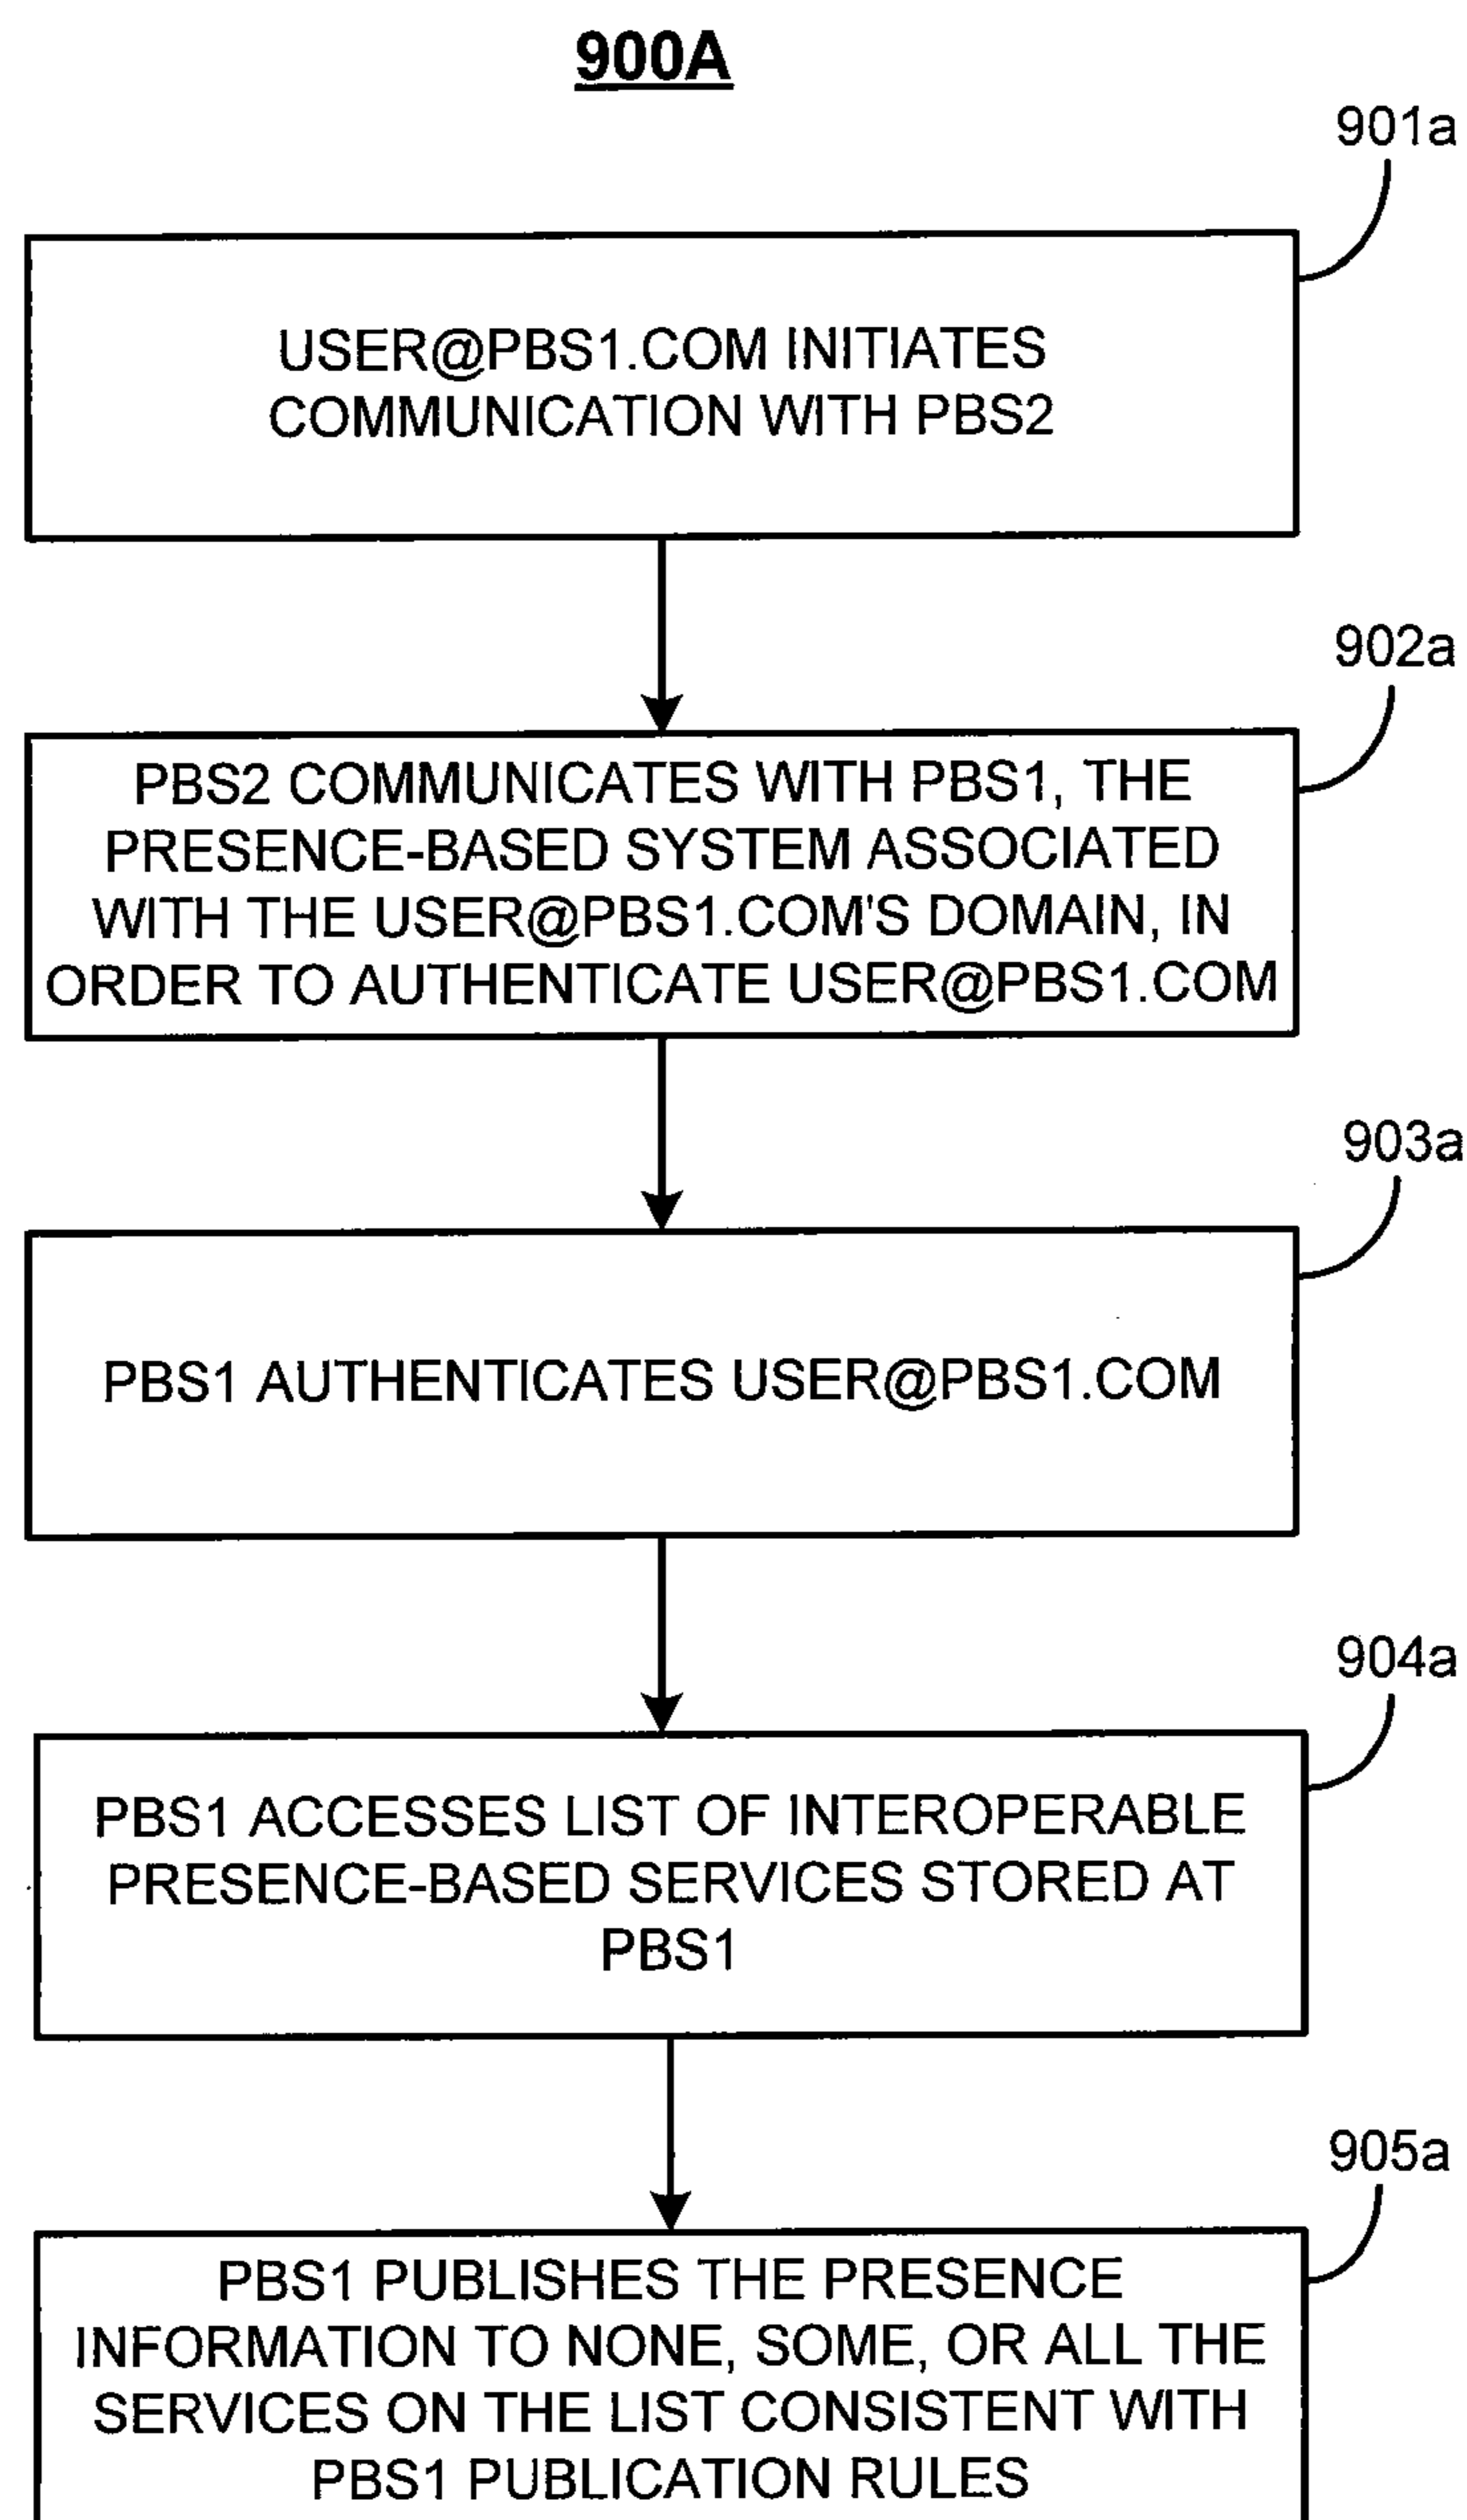 900A
901a
USER@PBS1.COM INITIATES
COMMUNICATION WITH PBS2
902a
PBS2 COMMUNICATES WITH PBS1, THE
PRESENCE-BASED SYSTEM ASSOCIATED
WITH THE USER@PBS1.COM'S DOMAIN, IN
ORDER TO AUTHENTICATE USER@PBS1.COM
903a
PBS1 AUTHENTICATES USER@PBS1.COM
904a
PBS1 ACCESSES LIST OF INTEROPERABLE
PRESENCE-BASED SERVICES STORED AT
PBS1
905a
PBS1 PUBLISHES THE PRESENCE
INFORMATION TO NONE, SOME, OR ALL THE
SERVICES ON THE LIST CONSISTENT WITH
PBS1 PUBLICATION RULES